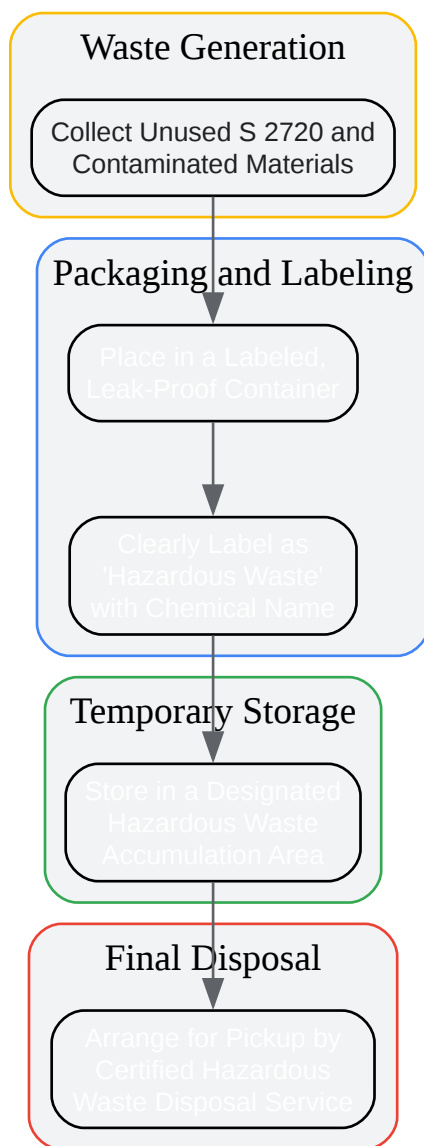 Waste Generation
Collect Unused S 2720 and
Contaminated Materials
Packaging and Labeling
Place in a Labeled,
Leak-Proof Container
Clearly Label as
'Hazardous Waste'
with Chemical Name
Temporary Storage
Store in a Designated
Hazardous Waste
Accumulation Area
Final Disposal
Arrange for Pickup by
Certified Hazardous
Waste Disposal Service